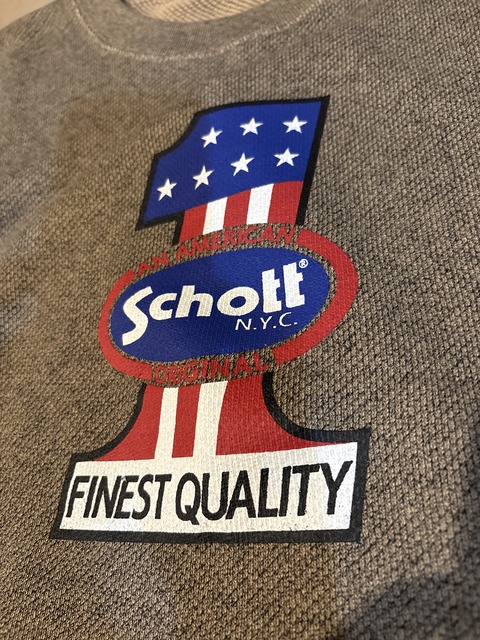 AN AMERICAN
Schott®
N.Y.C.
ORIGINAL
FINEST QUALITY